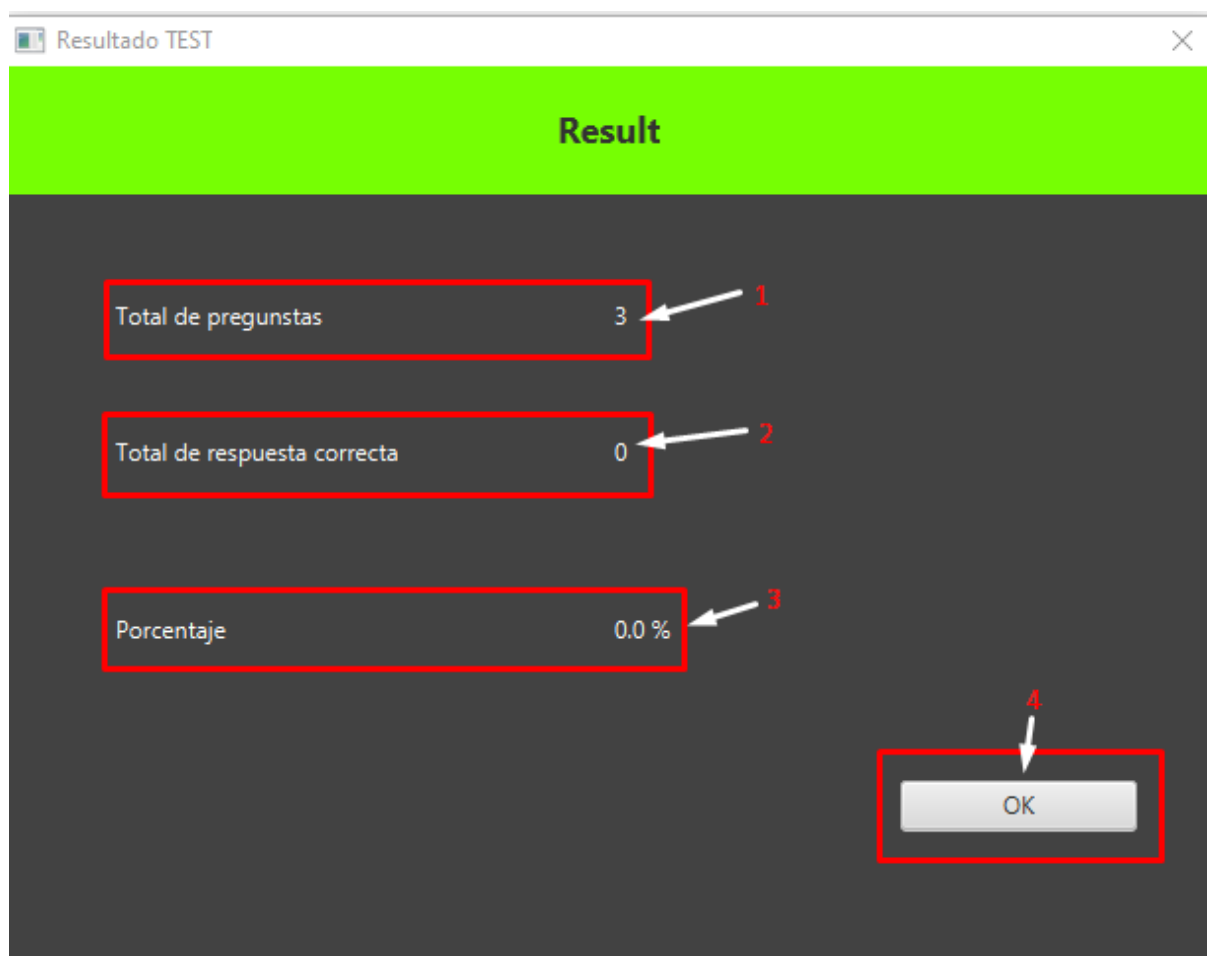 Resultado TEST
Result
Total de pregunstas 3 1
Total de respuesta correcta 0 2
Porcentaje 0.0 % 3
4
OK